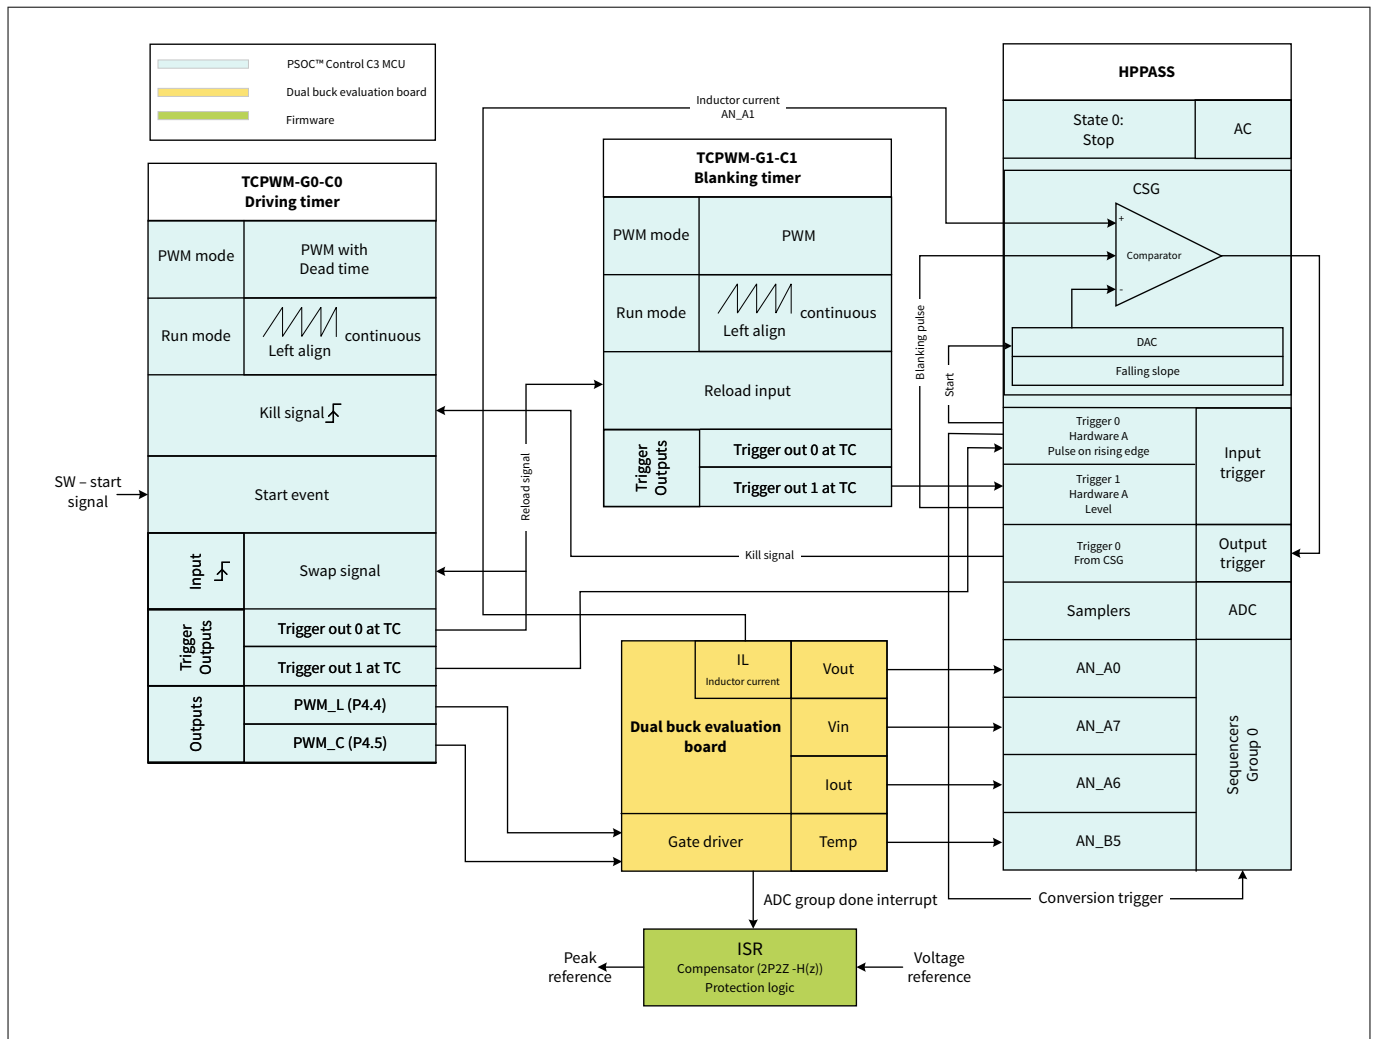 PSOC™ Control C3 MCU
Dual buck evaluation board
Firmware
TCPWM-G0-C0
Driving timer
PWM mode
PWM with
Dead time
Run mode
continuous
Left align
Kill signal
SW – start
signal
Start event
Input
Swap signal
Trigger
Outputs
Trigger out 0 at TC
Trigger out 1 at TC
Outputs
PWM_L (P4.4)
PWM_C (P4.5)
Inductor current
AN_A1
TCPWM-G1-C1
Blanking timer
PWM mode
PWM
Run mode
continuous
Left align
Reload input
Trigger
Outputs
Trigger out 0 at TC
Trigger out 1 at TC
Reload signal
Kill signal
Blanking pulse
Start
HPPASS
State 0:
Stop
AC
CSG
+
Comparator
-
DAC
Falling slope
Trigger 0
Hardware A
Pulse on rising edge
Input
trigger
Trigger 1
Hardware A
Level
Trigger 0
From CSG
Output
trigger
Samplers
ADC
AN_A0
AN_A7
AN_A6
AN_B5
Sequencers
Group 0
IL
Inductor current
Vout
Dual buck evaluation
board
Vin
Iout
Gate driver
Temp
ADC group done interrupt
Conversion trigger
ISR
Compensator (2P2Z -H(z))
Protection logic
Peak
reference
Voltage
reference